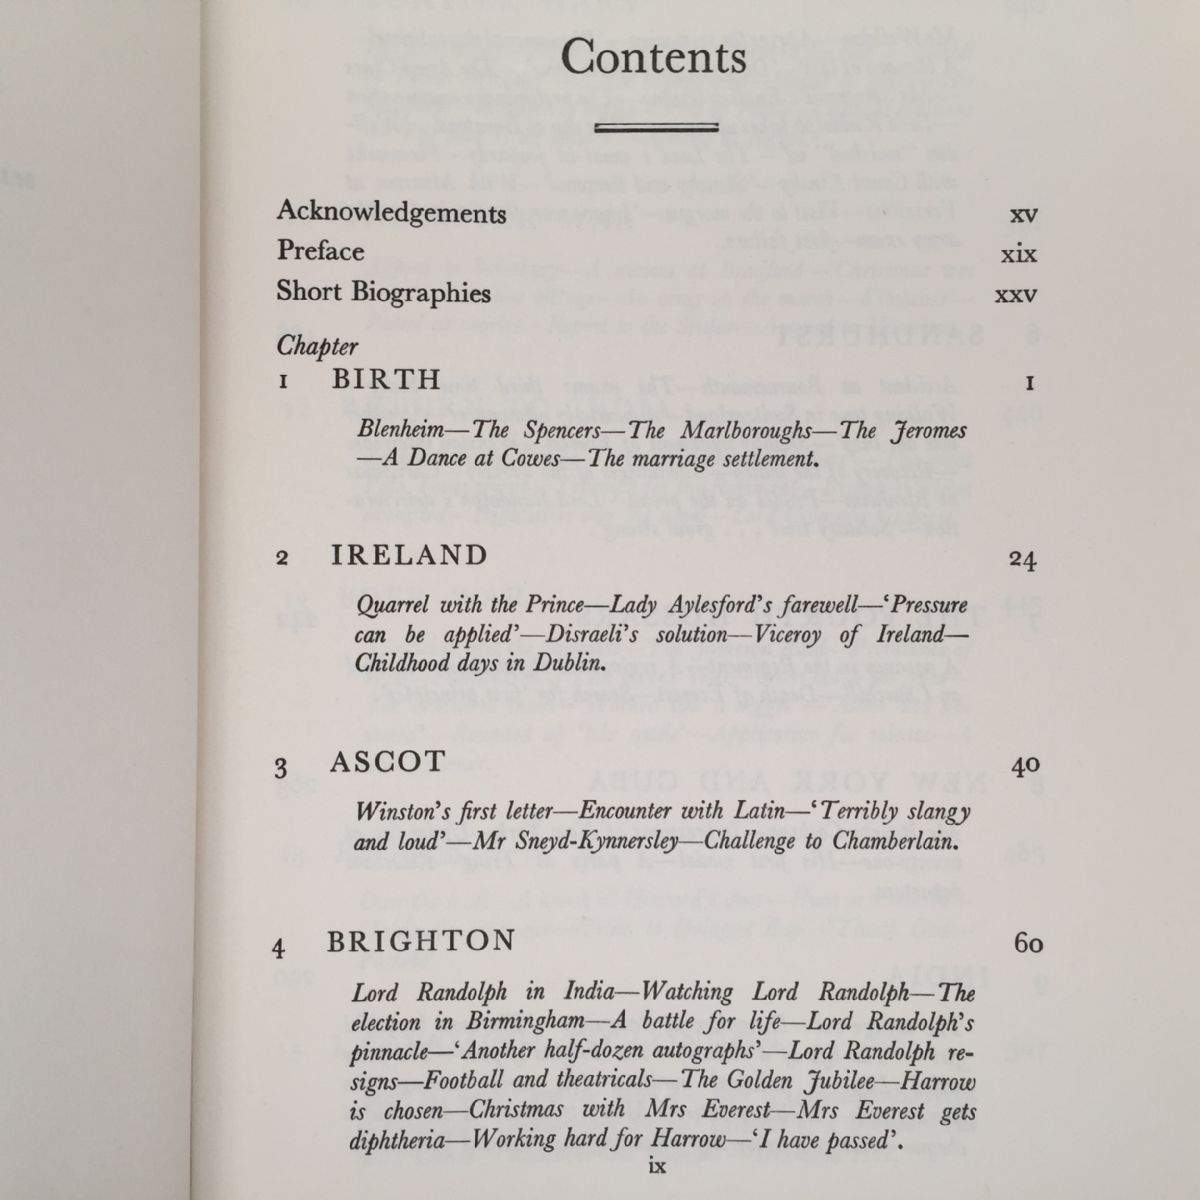 Contents
Acknowledgements xv
Preface xix
Short Biographies xxv
Chapter
1 BIRTH 1
Blenheim—The Spencers—The Marlboroughs—The Jeromes
—A Dance at Cowes—The marriage settlement.
2 IRELAND 24
Quarrel with the Prince—Lady Aylesford's farewell—'Pressure
can be applied'—Disraeli's solution—Viceroy of Ireland—
Childhood days in Dublin.
3 ASCOT 40
Winston's first letter—Encounter with Latin—'Terribly slangy
and loud'—Mr Sneyd-Kynnersley—Challenge to Chamberlain.
4 BRIGHTON 60
Lord Randolph in India—Watching Lord Randolph—The
election in Birmingham—A battle for life—Lord Randolph's
pinnacle—'Another half-dozen autographs'—Lord Randolph re-
signs—Football and theatricals—The Golden Jubilee—Harrow
is chosen—Christmas with Mrs Everest—Mrs Everest gets
diphtheria—Working hard for Harrow—'I have passed'.
ix